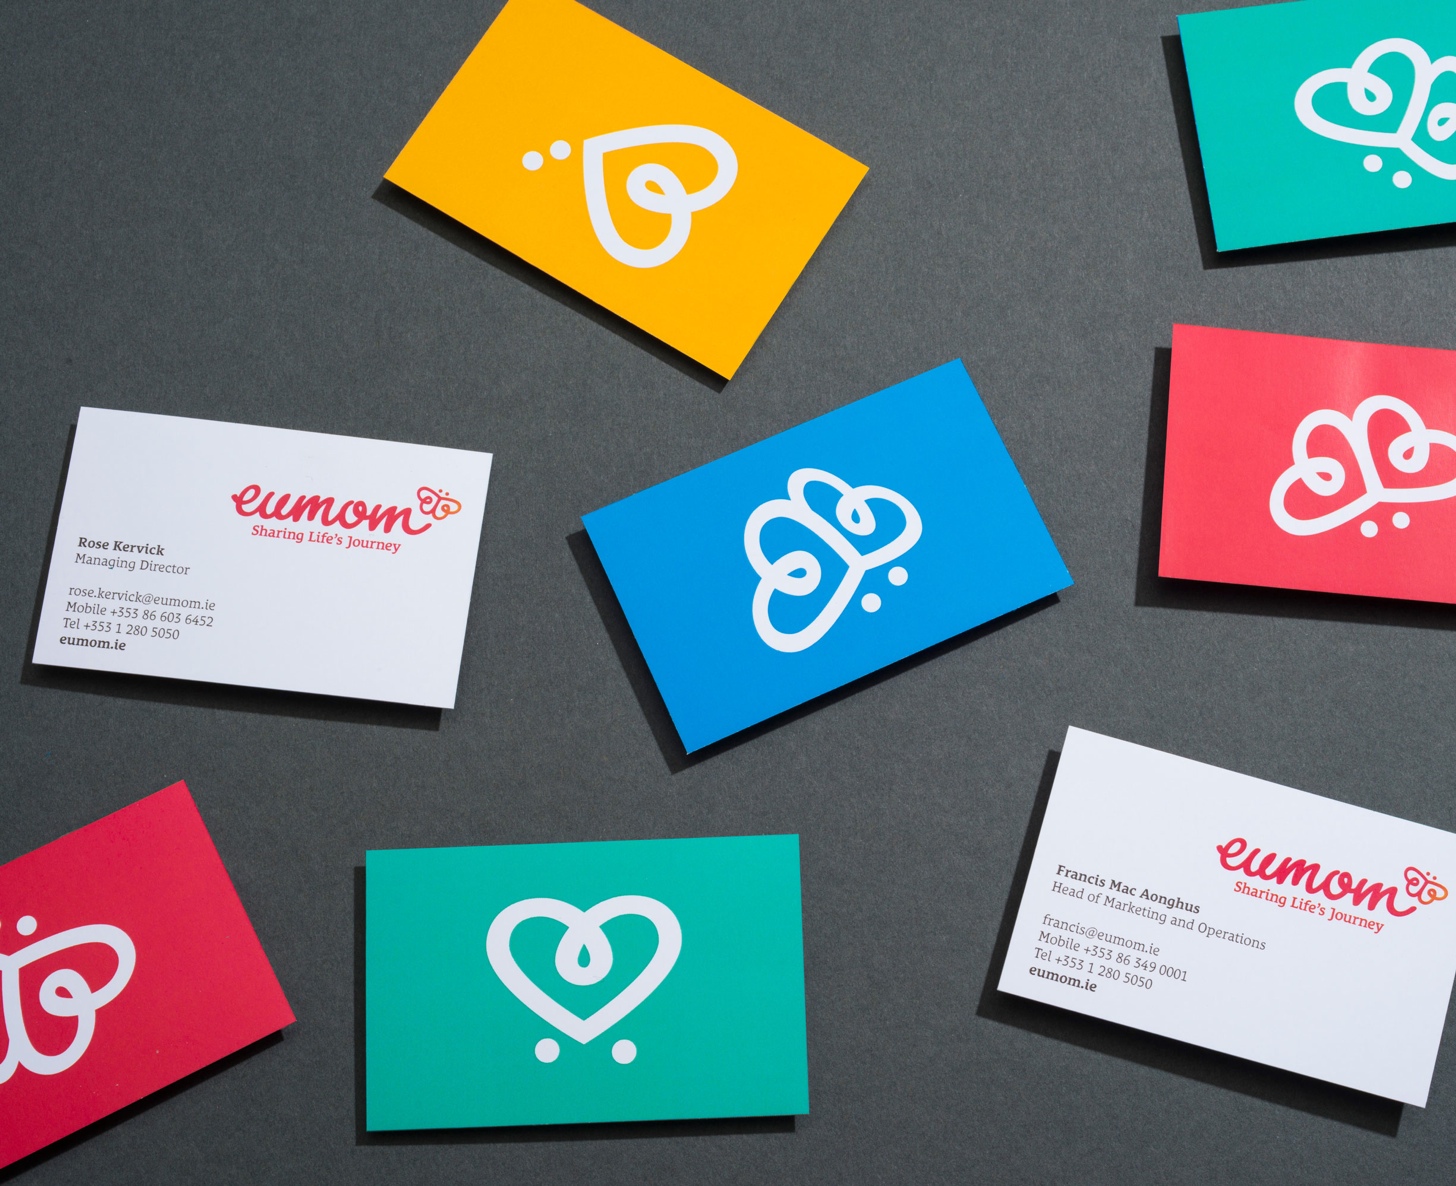 eumom
Sharing Life's Journey
Rose Kervick
Managing Director
rose.kervick@eumom.ie
Mobile +353 86 603 6452
Tel +353 1 280 5050
eumom.ie
eumom
Sharing Life's Journey
Francis Mac Aonghus
Head of Marketing and Operations
francis@eumom.ie
Mobile +353 86 349 0001
Tel +353 1 280 5050
eumom.ie